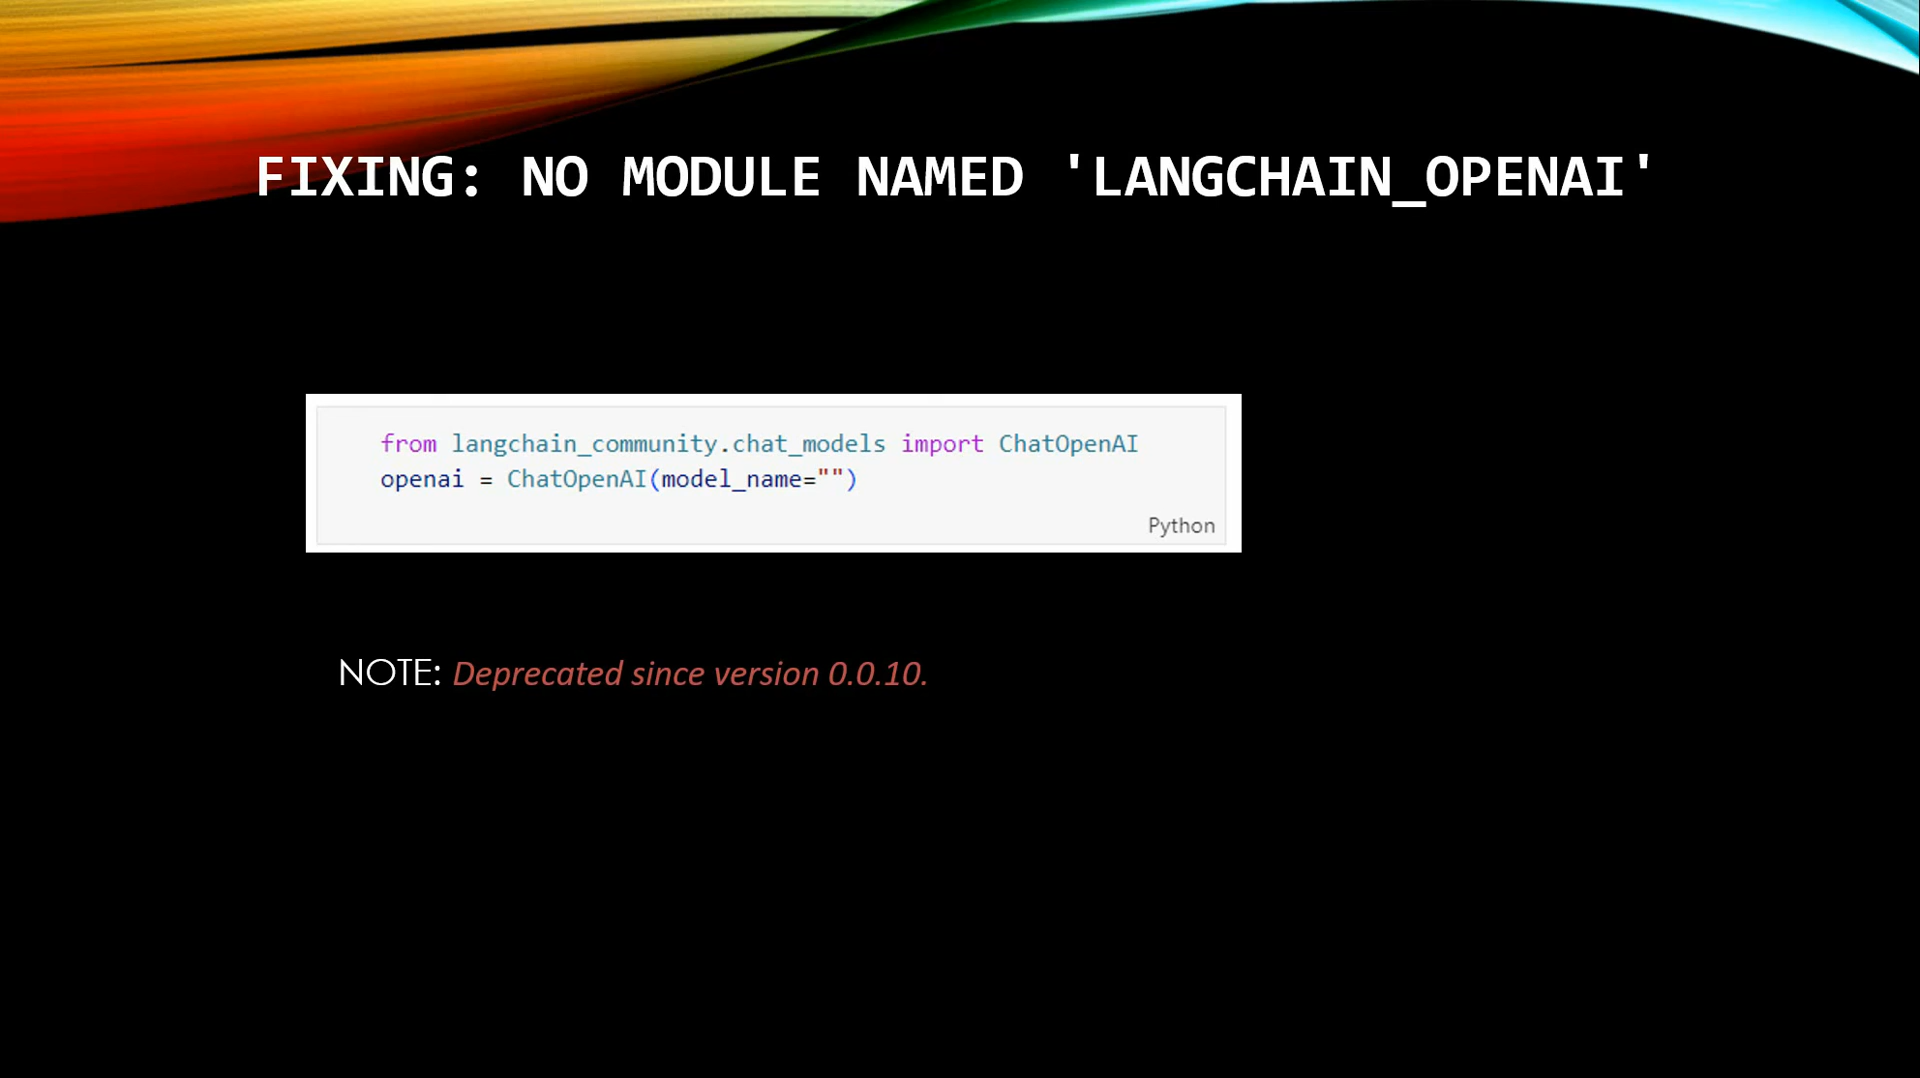 FIXING: NO MODULE NAMED 'LANGCHAIN_OPENAI'
from langchain_community.chat_models import ChatOpenAI
openai = ChatOpenAI(model_name="")
Python
NOTE: Deprecated since version 0.0.10.